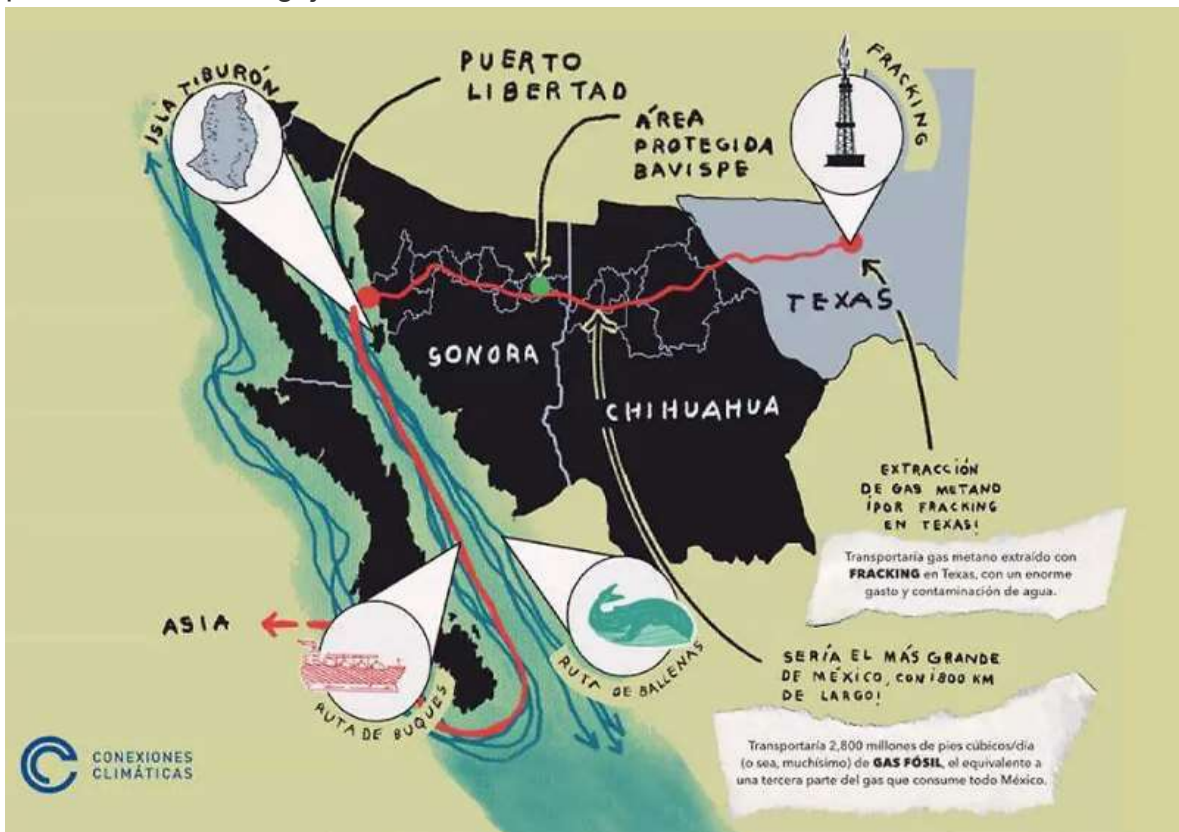 ISLA TIBURÓN
PUERTO
LIBERTAD
ÁREA
PROTEGIDA
BAVISPE
FRACKING
TEXAS
SONORA
CHIHUAHUA
EXTRACCIÓN
DE GAS METANO
¡POR FRACKING
EN TEXAS!
Transportaría gas metano extraído con
FRACKING en Texas, con un enorme
gasto y contaminación de agua.
ASIA
RUTA DE BUQUES
RUTA DE BALLENAS
SERÍA EL MÁS GRANDE
DE MÉXICO, CON ¡800 KM
DE LARGO!
Transportaría 2,800 millones de pies cúbicos/día
(o sea, muchísimo) de GAS FÓSIL, el equivalente a
una tercera parte del gas que consume todo México.
CONEXIONES
CLIMÁTICAS